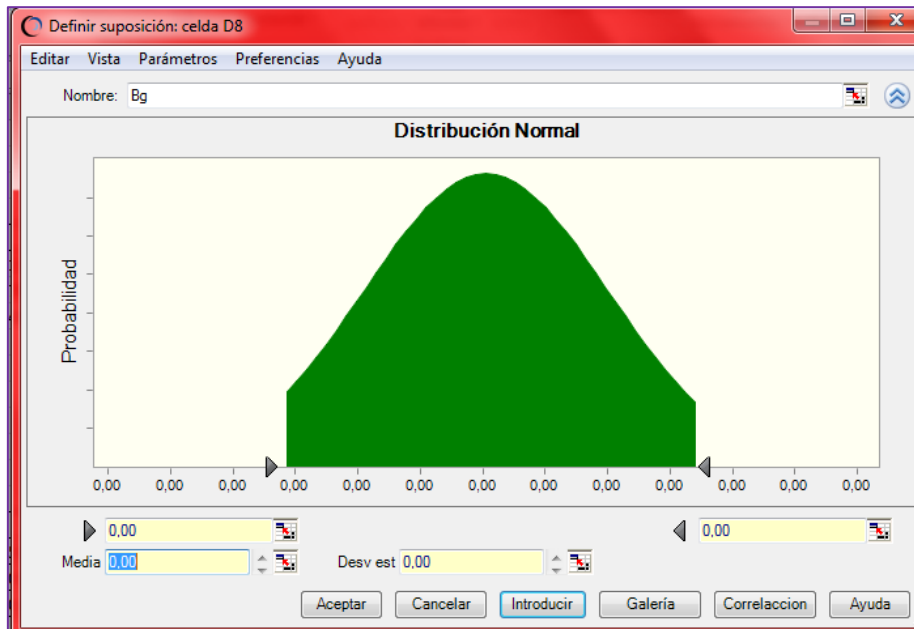 Definir suposición: celda D8
Editar Vista Parámetros Preferencias Ayuda
Nombre: Bg
Distribución Normal
Probabilidad
0,00 0,00 0,00 0,00 0,00 0,00 0,00 0,00 0,00 0,00 0,00 0,00 0,00
0,00 0,00
Media 0,00 Desv est 0,00
Aceptar Cancelar Introducir Galería Correlaccion Ayuda